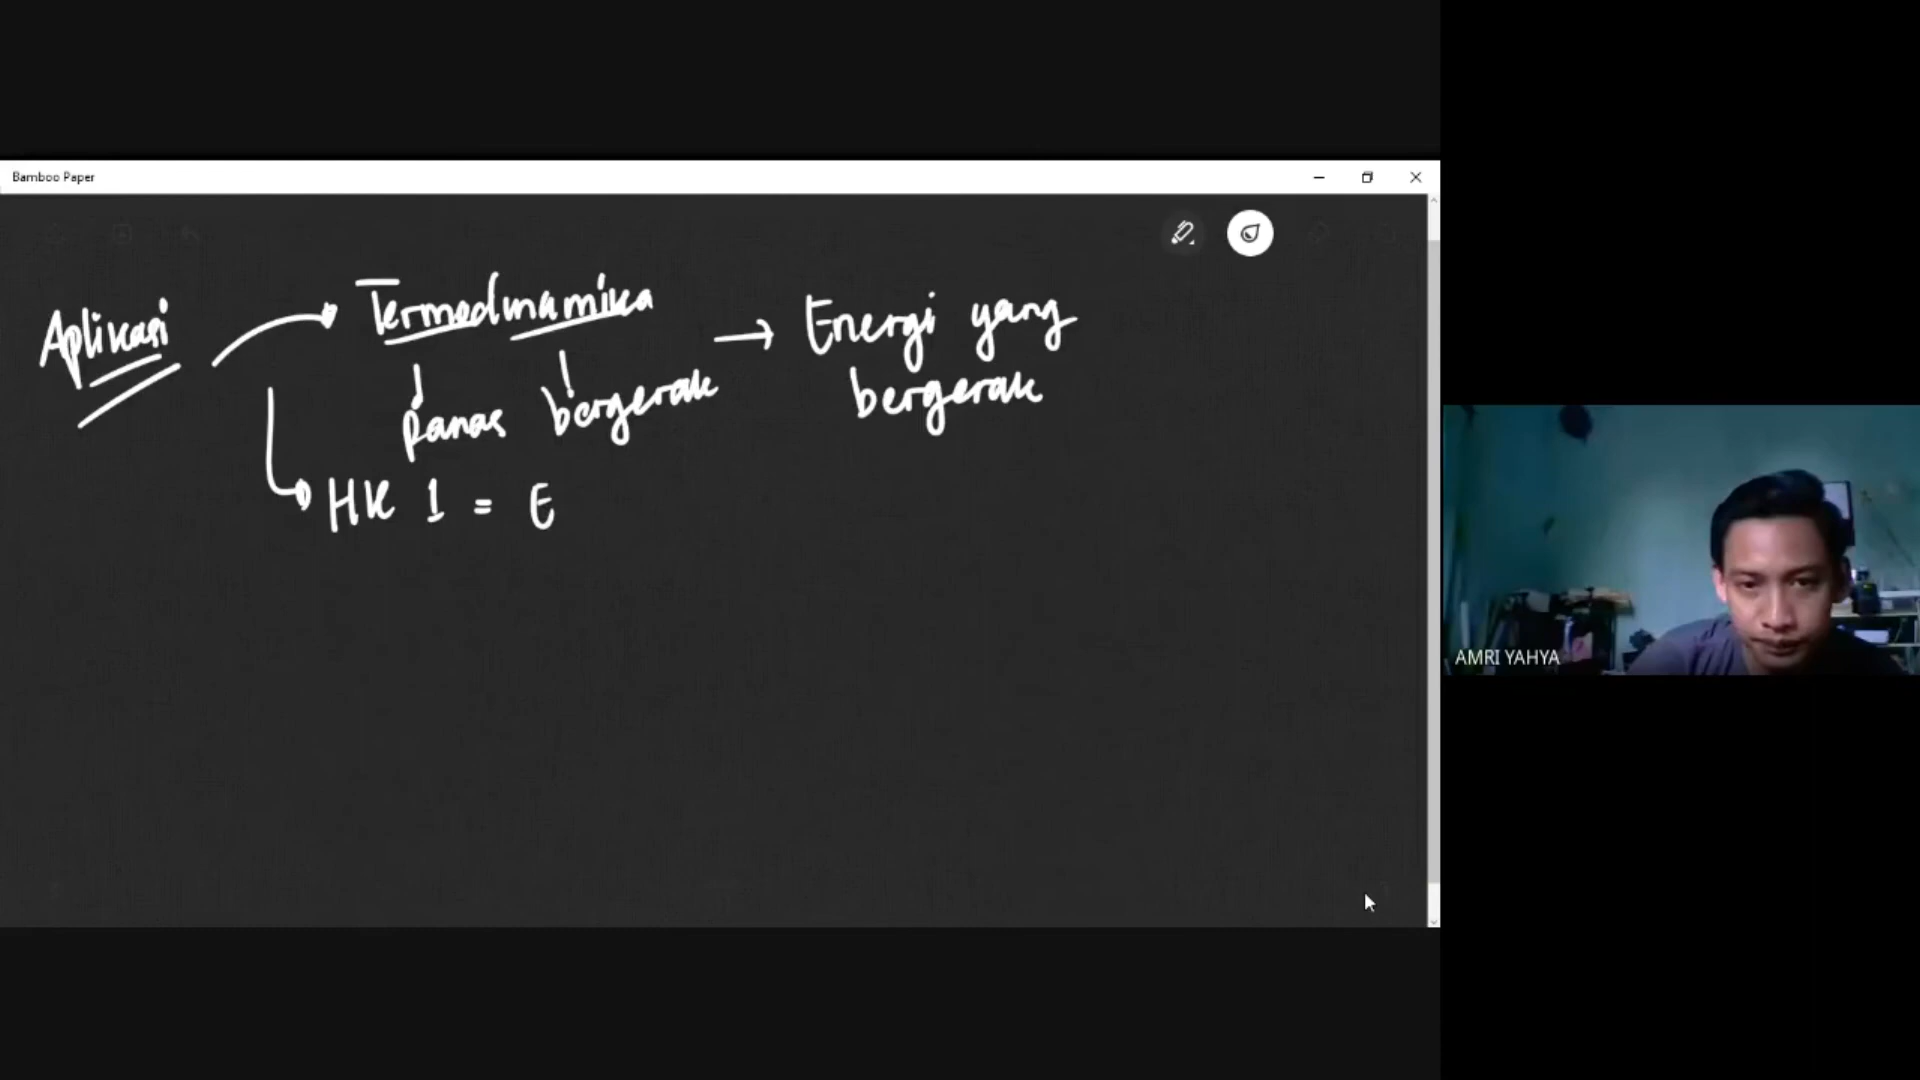 Bamboo Paper
Aplikasi
Termodinamika → Energi yang
bergerak
panas bergerak
HK 1 = E
AMRI YAHYA